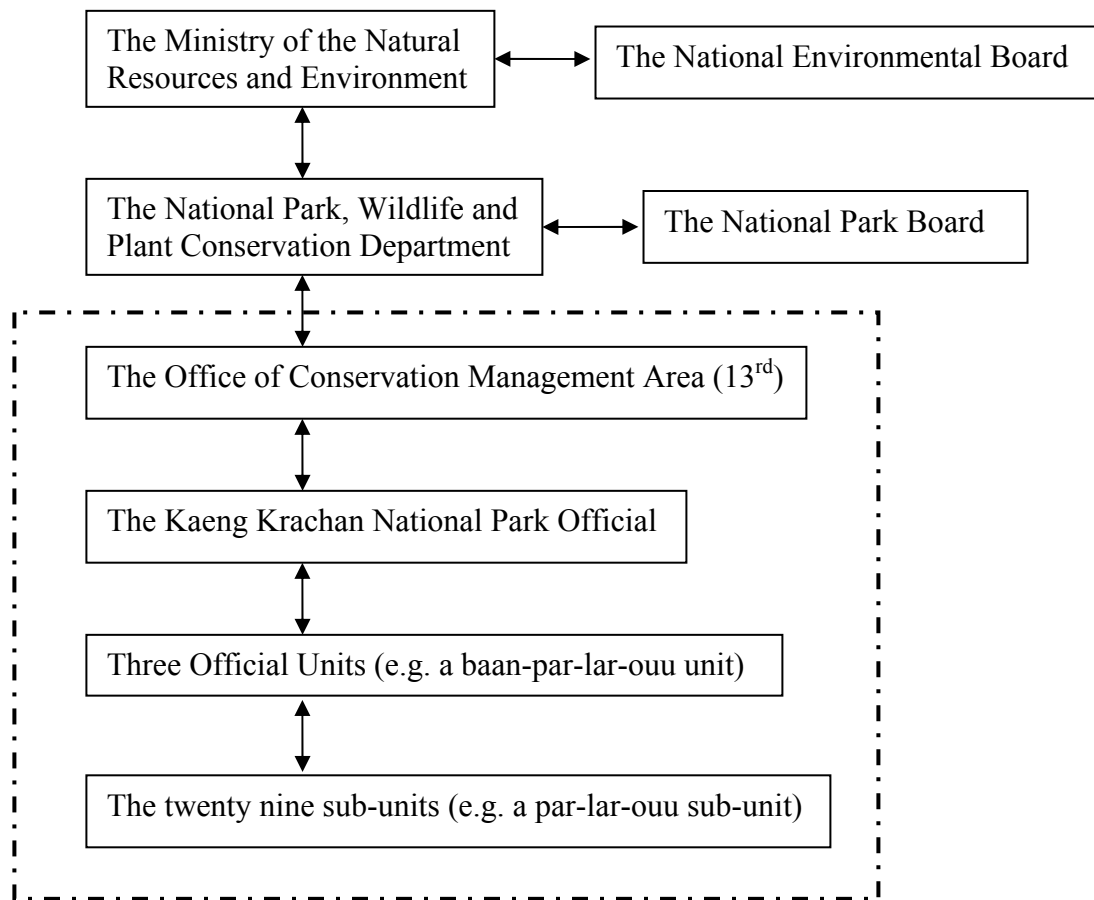 The Ministry of the Natural
Resources and Environment
The National Environmental Board
The National Park, Wildlife and
Plant Conservation Department
The National Park Board
The Office of Conservation Management Area (13rd)
The Kaeng Krachan National Park Official
Three Official Units (e.g. a baan-par-lar-ouu unit)
The twenty nine sub-units (e.g. a par-lar-ouu sub-unit)